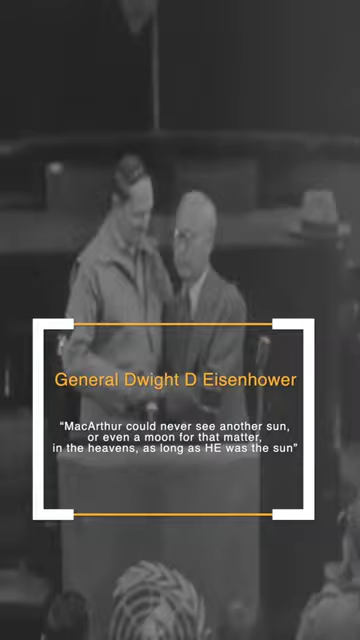 General Dwight D Eisenhower
"MacArthur could never see another sun,
or even a moon for that matter,
in the heavens, as long as HE was the sun"